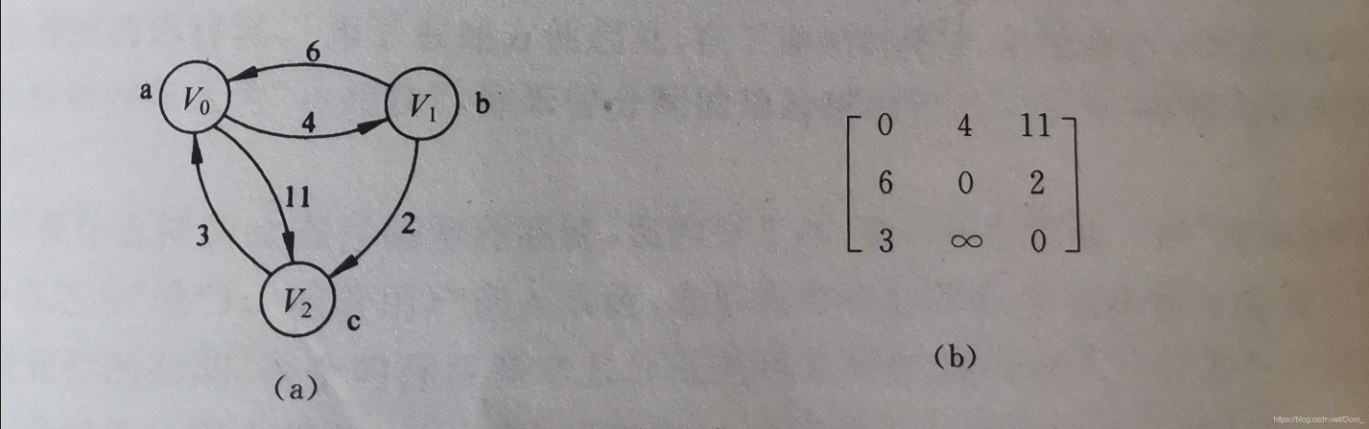 6
a V₀ V₁ b
4
11
3 2
V₂ c
(a)
0 4 11
6 0 2
3 ∞ 0
(b)
https://blog.csdn.net/Doro_